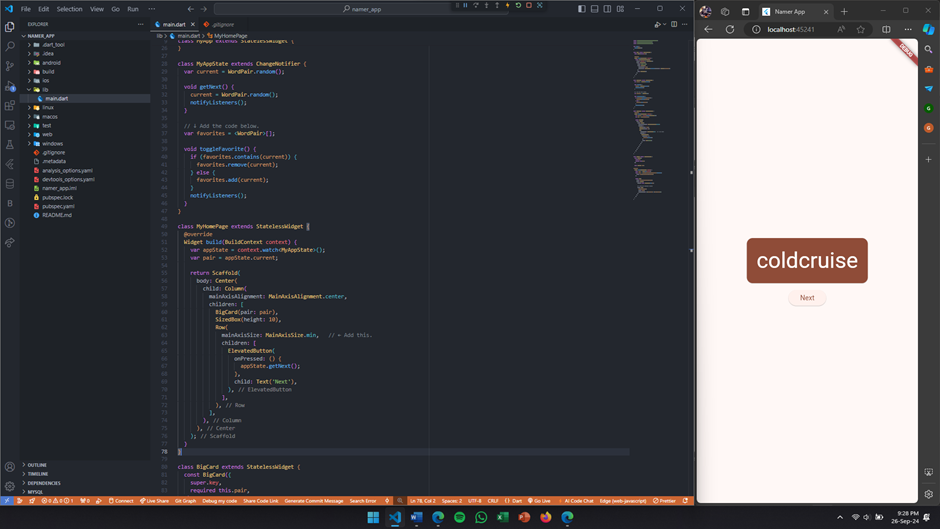 File Edit Selection View Go Run ···
namer_app
EXPLORER
NAMER_APP
.dart_tool
.idea
android
build
ios
lib
main.dart
linux
macos
test
web
windows
.gitignore
.metadata
analysis_options.yaml
devtools_options.yaml
namer_app.iml
pubspec.lock
pubspec.yaml
README.md
OUTLINE
TIMELINE
DEPENDENCIES
MYSQL
main.dart
.gitignore
lib > main.dart > MyHomePage
class MyApp extends StatelessWidget {
}
class MyAppState extends ChangeNotifier {
var current = WordPair.random();
void getNext() {
current = WordPair.random();
notifyListeners();
}
// ↓ Add the code below.
var favorites = <WordPair>[];
void toggleFavorite() {
if (favorites.contains(current)) {
favorites.remove(current);
} else {
favorites.add(current);
}
notifyListeners();
}
}
class MyHomePage extends StatelessWidget {
@override
Widget build(BuildContext context) {
var appState = context.watch<MyAppState>();
var pair = appState.current;
return Scaffold(
body: Center(
child: Column(
mainAxisAlignment: MainAxisAlignment.center,
children: [
BigCard(pair: pair),
SizedBox(height: 10),
Row(
mainAxisSize: MainAxisSize.min, // ← Add this.
children: [
ElevatedButton(
onPressed: () {
appState.getNext();
},
child: Text('Next'),
), // ElevatedButton
],
), // Row
],
), // Column
), // Center
); // Scaffold
}
}
class BigCard extends StatelessWidget {
const BigCard({
super.key,
required this.pair,
Connect Live Share Git Graph Debug my code Share Code Link Generate Commit Message Search Error Ln 78, Col 2 Spaces: 2 UTF-8 CRLF {} Dart Go Live AI Code Chat Edge (web-javascript) Prettier
Namer App
localhost:45241
DEBUG
coldcruise
Next
9:28 PM
26-Sep-24